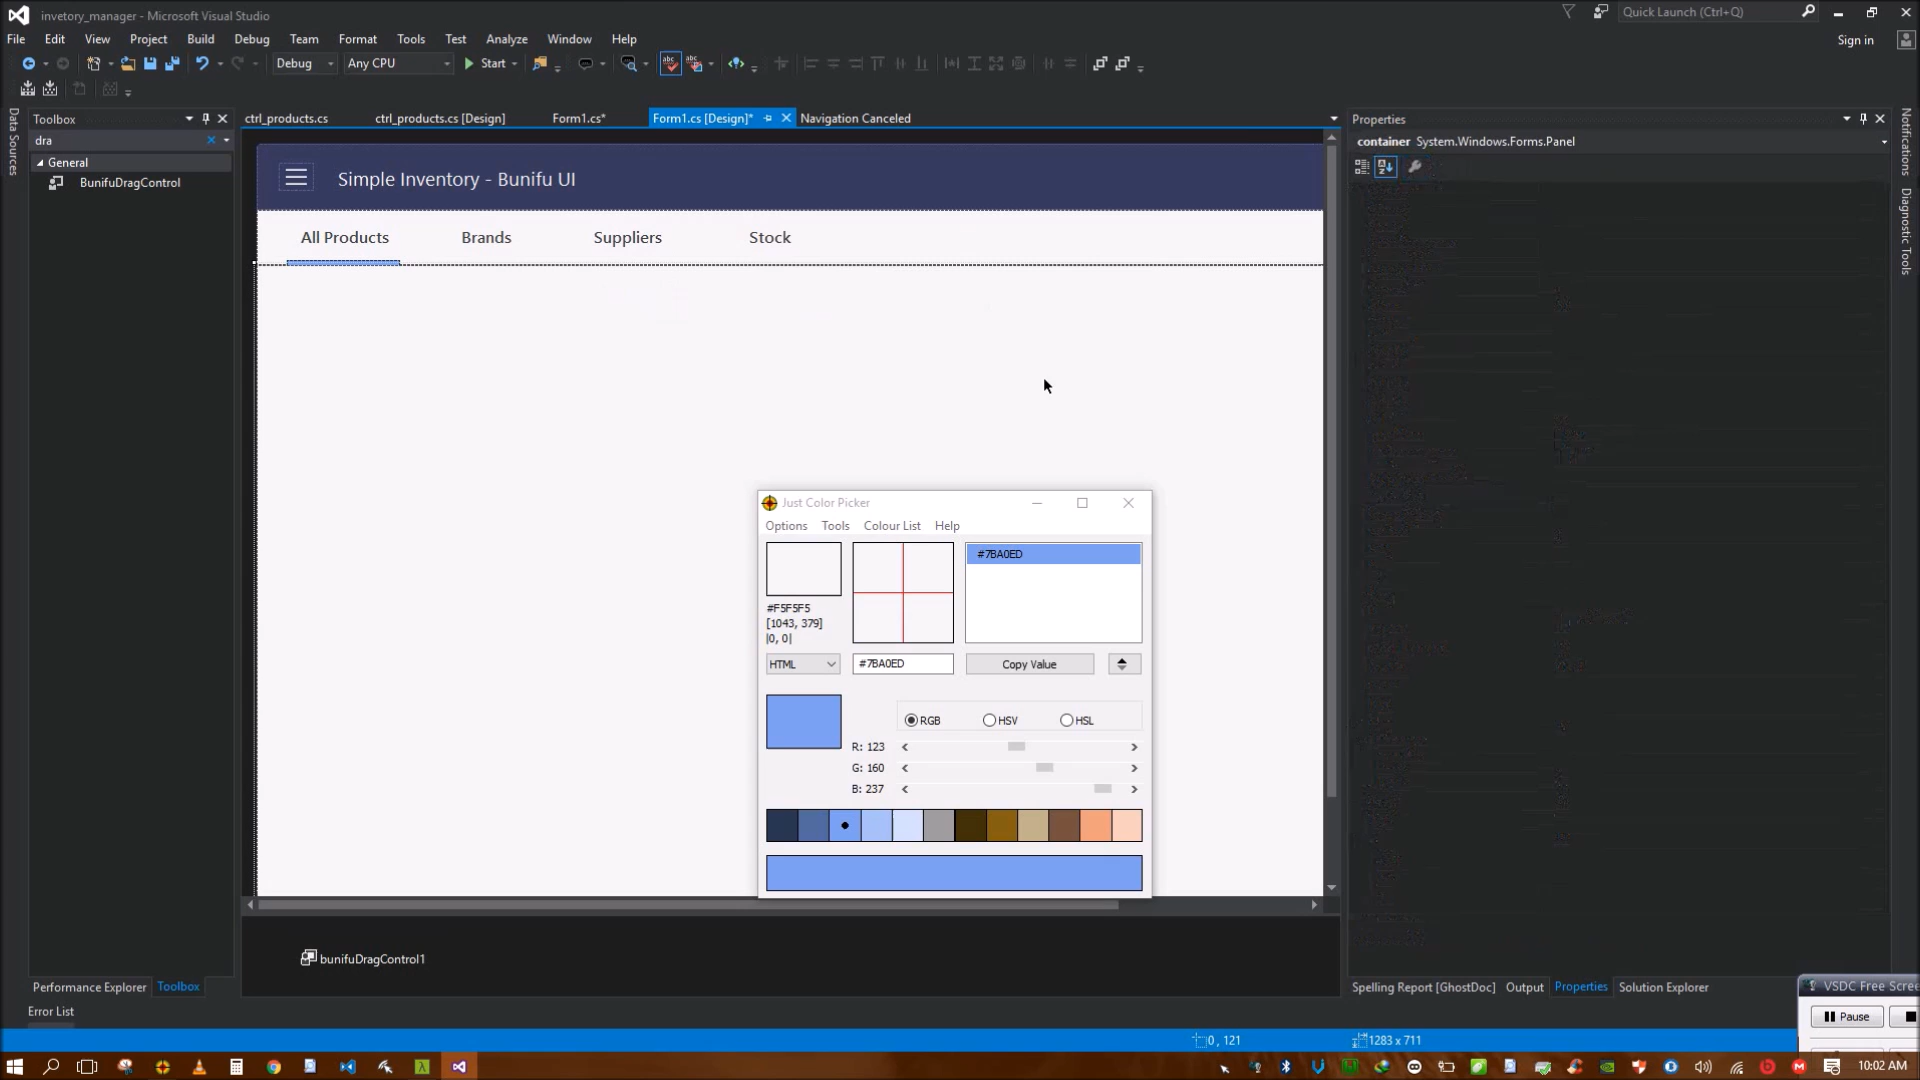 invetory_manager - Microsoft Visual Studio
Quick Launch (Ctrl+Q)
File Edit View Project Build Debug Team Format Tools Test Analyze Window Help
Sign in
Debug Any CPU Start
Data Sources
Toolbox
dra
General
BunifuDragControl
ctrl_products.cs ctrl_products.cs [Design] Form1.cs* Form1.cs [Design]* Navigation Canceled
Simple Inventory - Bunifu UI
All Products Brands Suppliers Stock
Properties
container System.Windows.Forms.Panel
Notifications
Diagnostic Tools
Just Color Picker
Options Tools Colour List Help
#7BA0ED
#F5F5F5
[1043, 379]
|0, 0|
HTML #7BA0ED Copy Value
RGB HSV HSL
R: 123
G: 160
B: 237
bunifuDragControl1
Performance Explorer Toolbox
Spelling Report [GhostDoc] Output Properties Solution Explorer
VSDC Free Scree
Pause
Error List
0 , 121 1283 x 711
10:02 AM